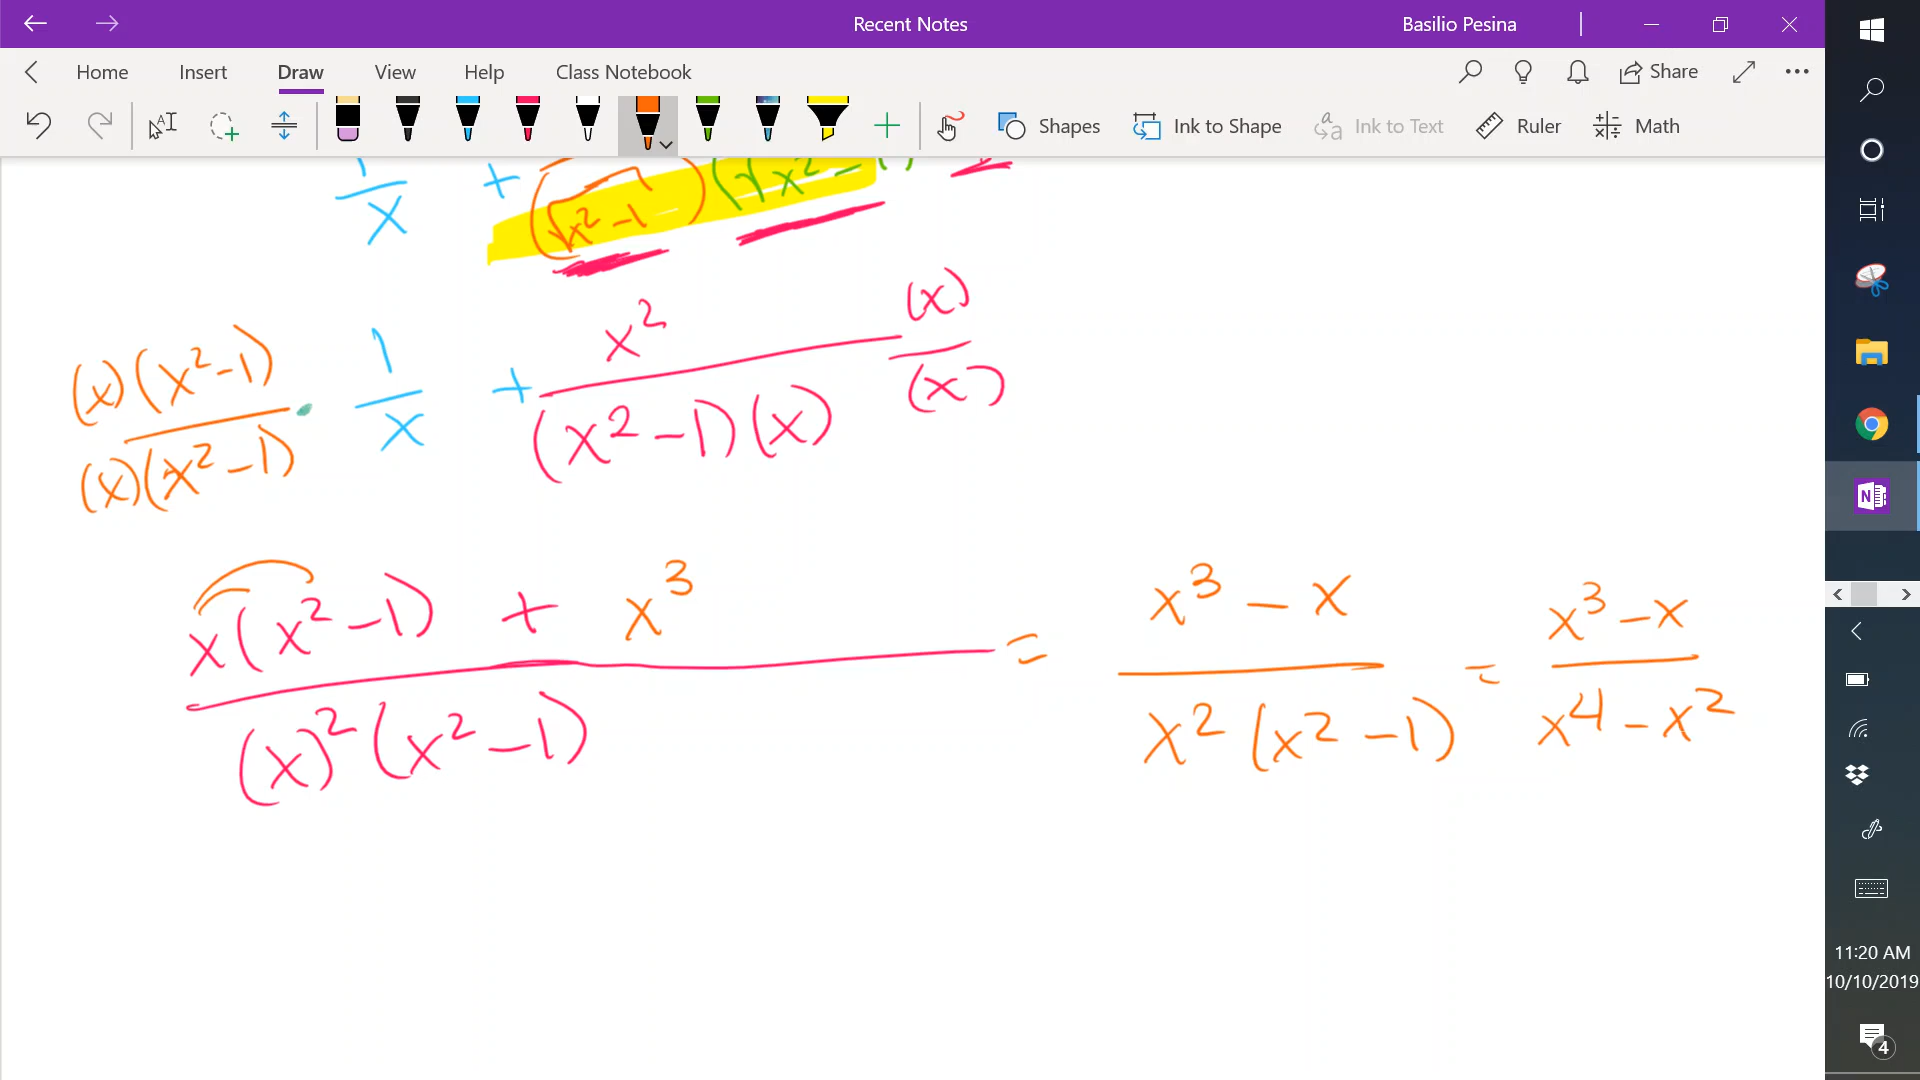 Recent Notes
Basilio Pesina
Home Insert Draw View Help Class Notebook
Share
Shapes Ink to Shape Ink to Text Ruler Math
1/x + (√x²-1)(√x²-1)
(x)(x²-1)/(x)(x²-1) · 1/x + x²/(x²-1)(x) (x)/(x)
x(x²-1) + x³/(x)²(x²-1) = x³ - x/x²(x²-1) = x³-x/x⁴-x²
11:20 AM
10/10/2019
4